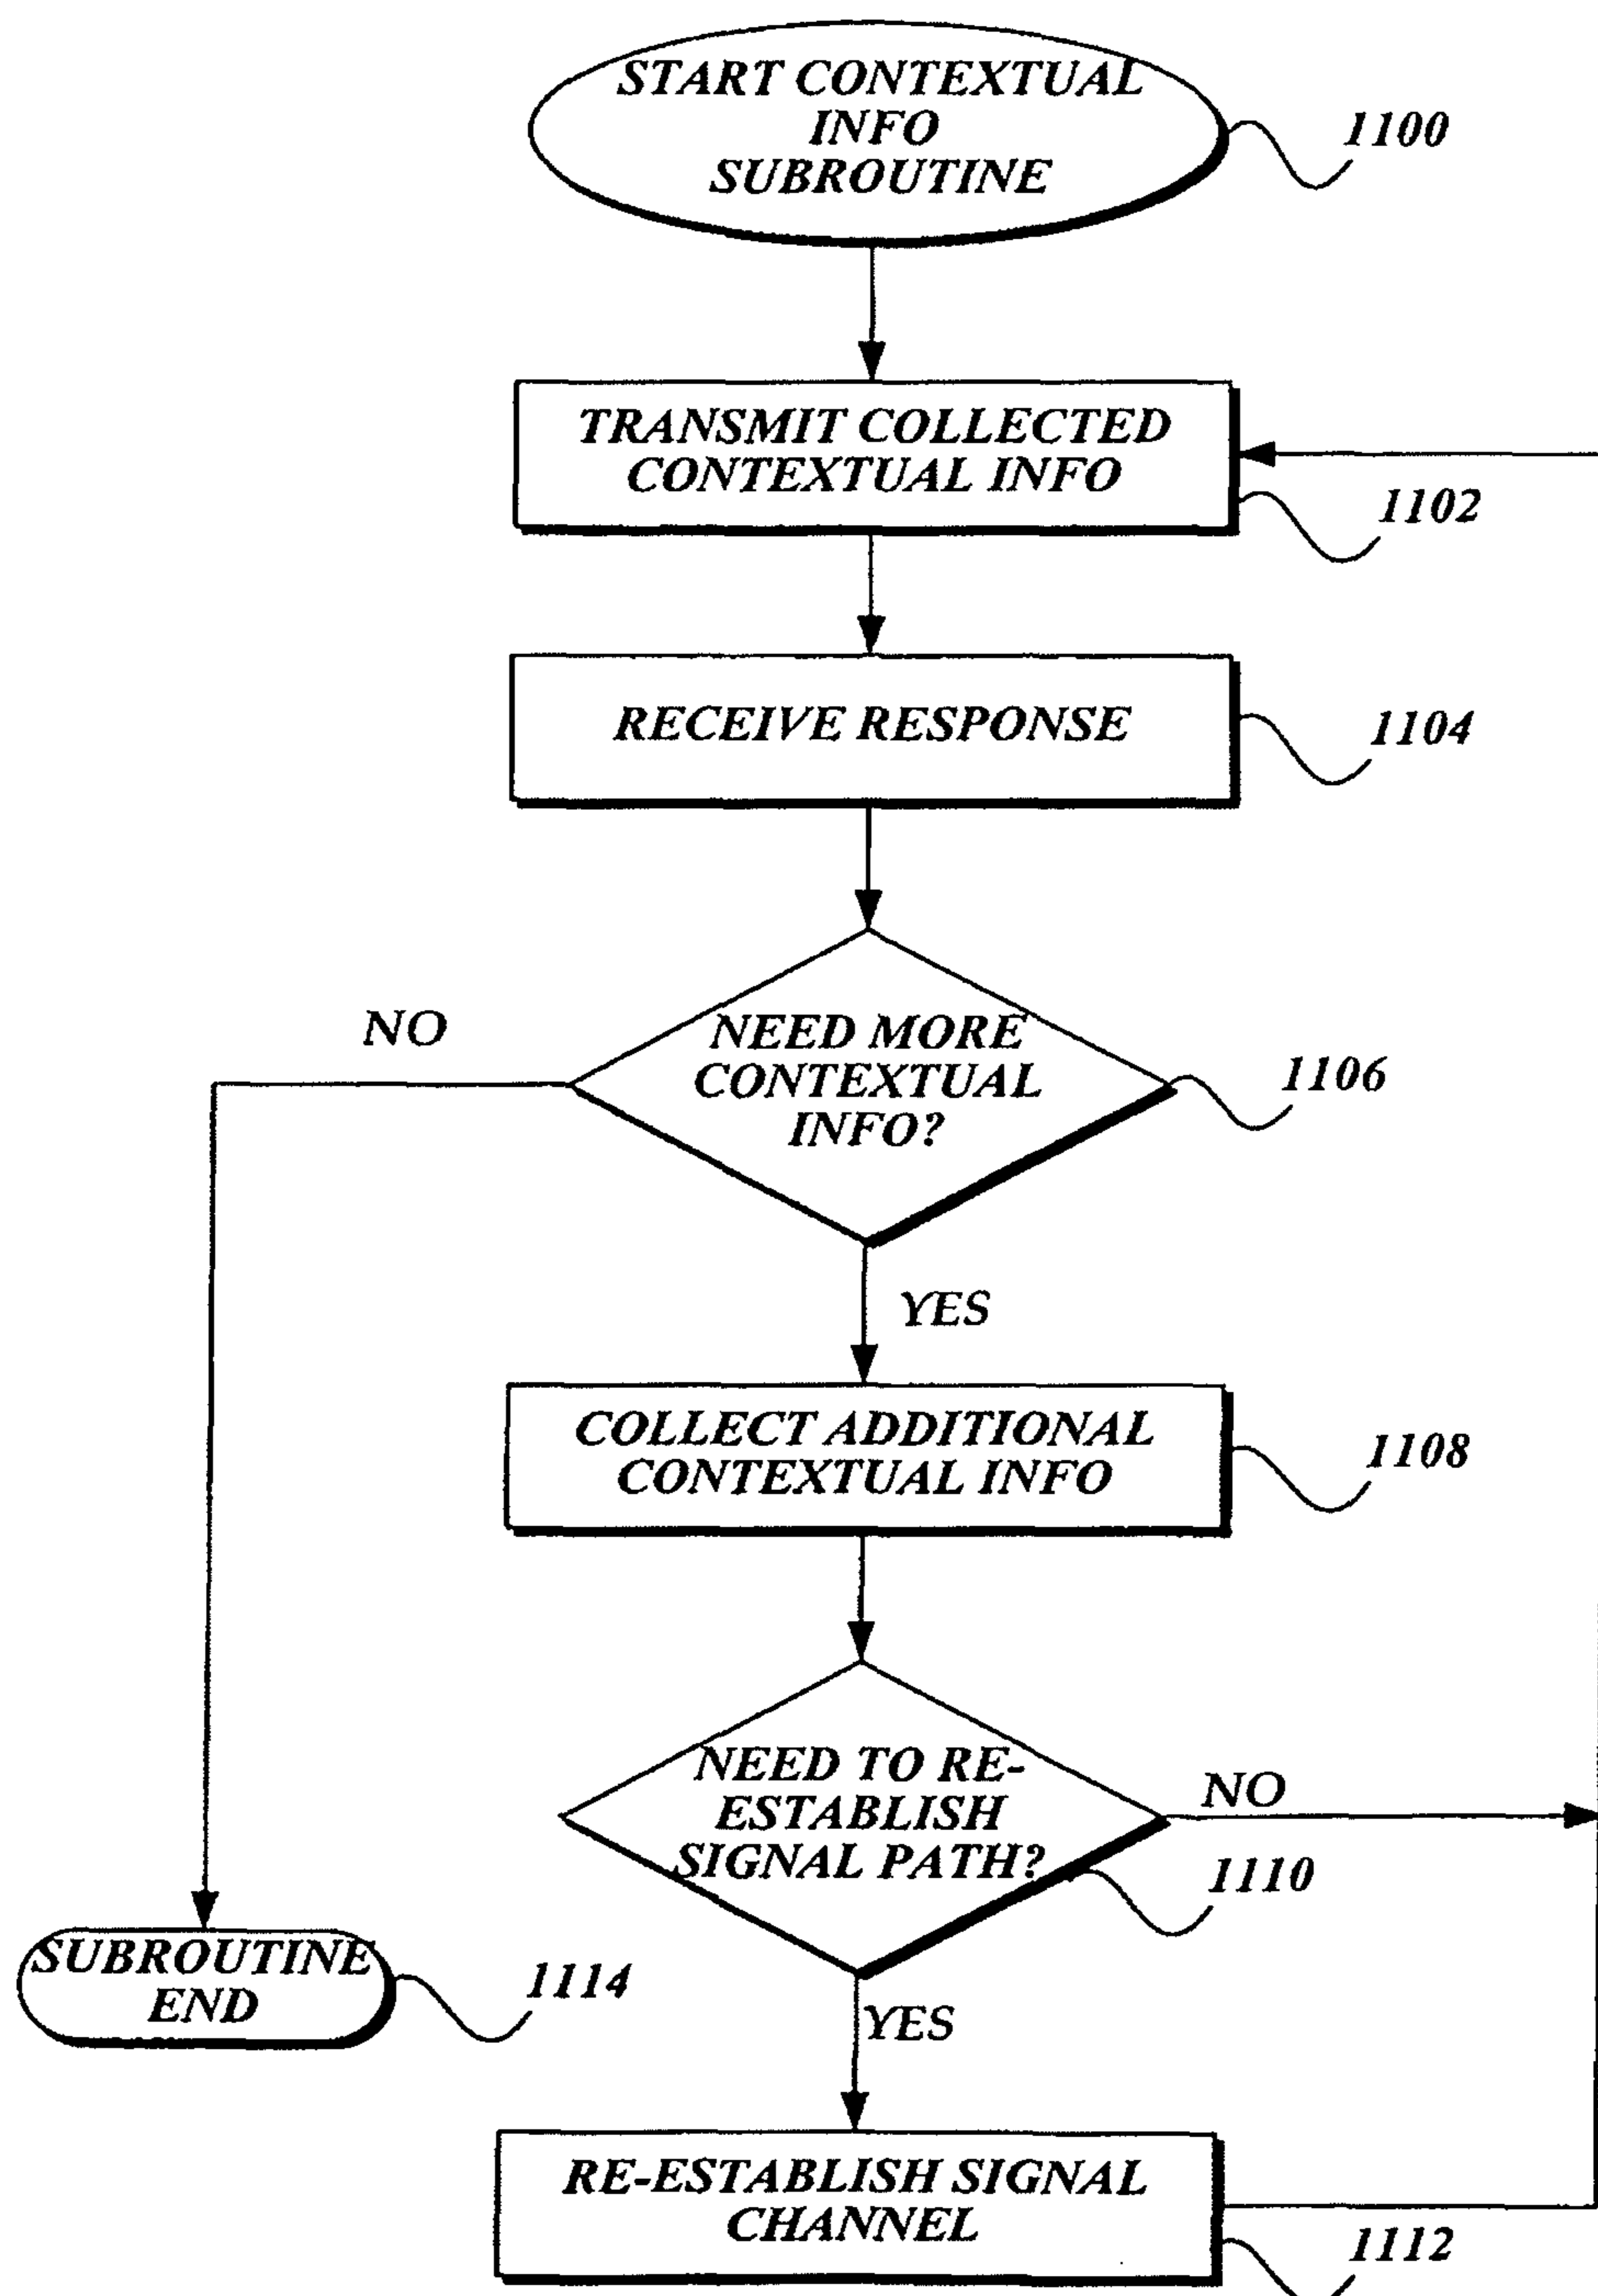 START CONTEXTUAL
INFO
SUBROUTINE
1100
TRANSMIT COLLECTED
CONTEXTUAL INFO
1102
RECEIVE RESPONSE
1104
NO
NEED MORE
CONTEXTUAL
INFO?
1106
YES
COLLECT ADDITIONAL
CONTEXTUAL INFO
1108
NEED TO RE-
ESTABLISH
SIGNAL PATH?
NO
1110
SUBROUTINE
END
1114
YES
RE-ESTABLISH SIGNAL
CHANNEL
1112